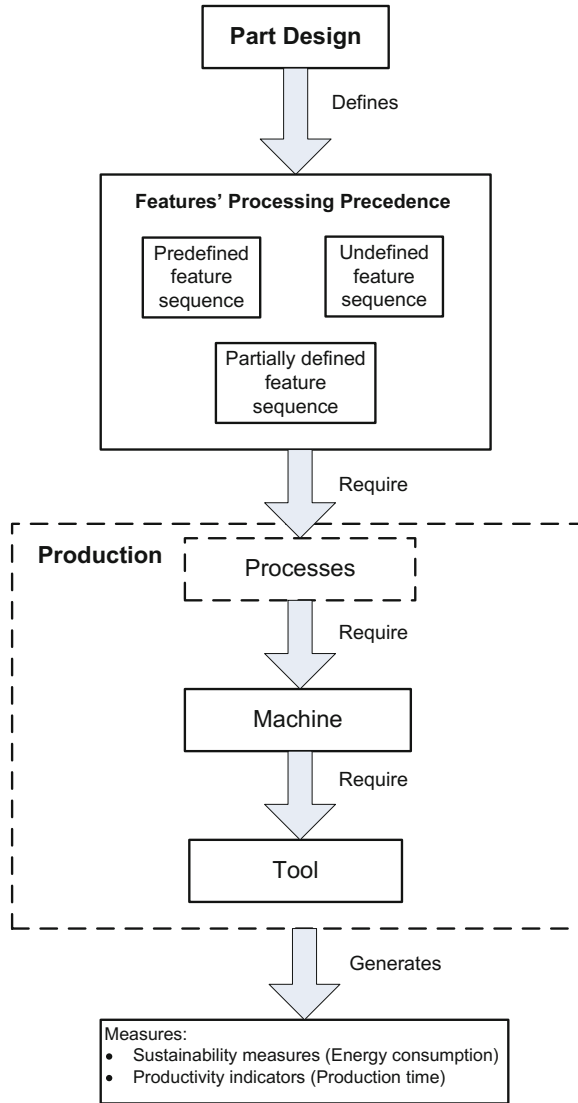 Part Design
Defines
Features’ Processing Precedence
Predefined
feature
sequence
Undefined
feature
sequence
Partially defined
feature
sequence
Require
Production
Processes
Require
Machine
Require
Tool
Generates
Measures:
• Sustainability measures (Energy consumption)
• Productivity indicators (Production time)